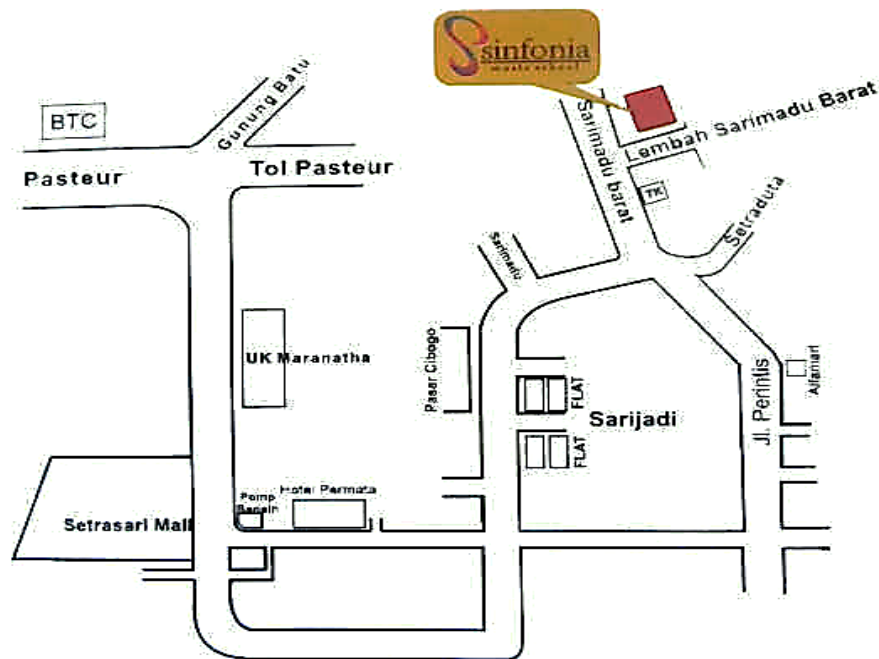 sinfonia
music school
BTC
Gunung Batu
Pasteur
Tol Pasteur
Sarimadu barat
Lembah Sarimadu Barat
TK
Setraduta
Sarimadu
UK Maranatha
Pasar Cibogo
FLAT
Sarijadi
FLAT
Jl. Perintis
Alfamart
Setrasari Mall
Pomp
Bensin
Hotel Permata